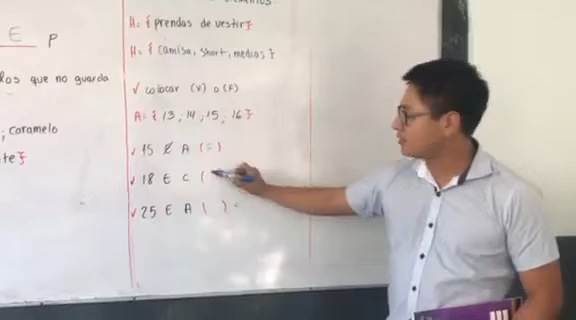 E P
os que no guarda
; caramelo
te}
H = {prendas de vestir}
H = {camisa, short, medias}
✓ colocar (V) o (F)
A = {13, 14, 15, 16}
✓ 15 ∉ A ( )
✓ 18 E C (
✓ 25 E A ( )